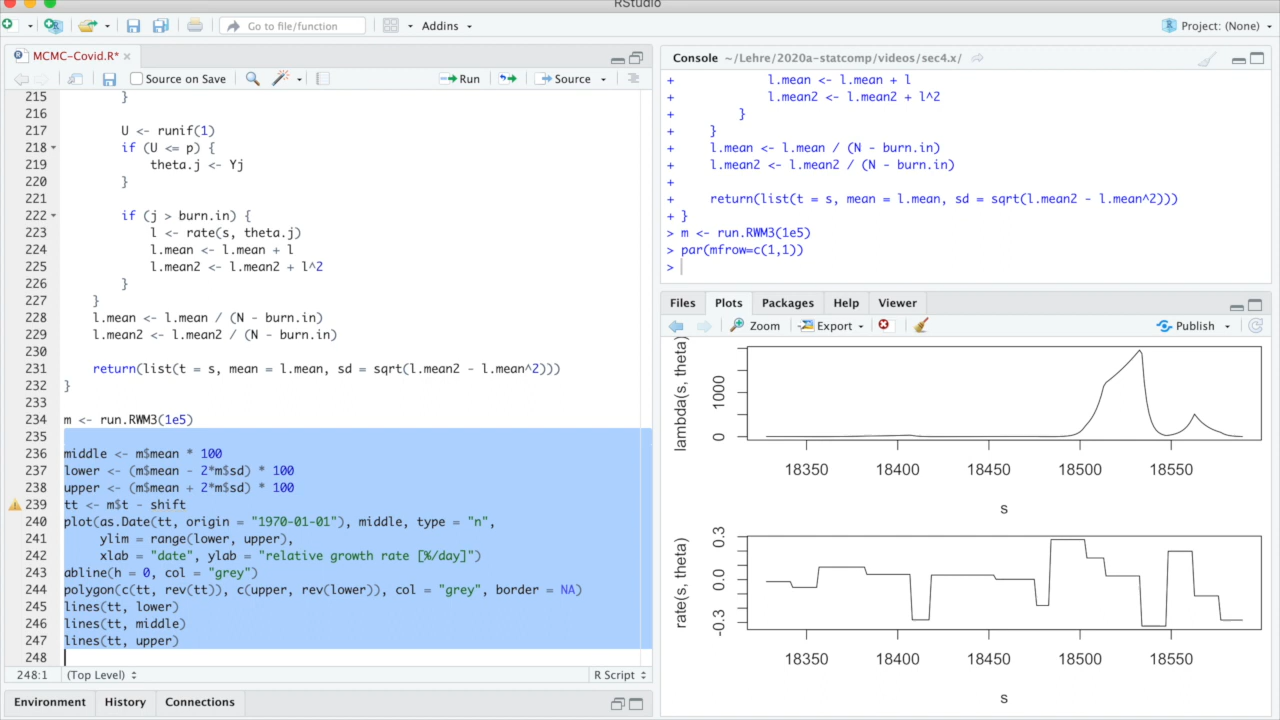 RStudio
Go to file/function
Addins
Project: (None)
MCMC-Covid.R*
Source on Save
Run
Source
215 }
216
217 U <- runif(1)
218 if (U <= p) {
219 theta.j <- Yj
220 }
221
222 if (j > burn.in) {
223 l <- rate(s, theta.j)
224 l.mean <- l.mean + l
225 l.mean2 <- l.mean2 + l^2
226 }
227 }
228 l.mean <- l.mean / (N - burn.in)
229 l.mean2 <- l.mean2 / (N - burn.in)
230
231 return(list(t = s, mean = l.mean, sd = sqrt(l.mean2 - l.mean^2)))
232 }
233
234 m <- run.RWM3(1e5)
235
236 middle <- m$mean * 100
237 lower <- (m$mean - 2*m$sd) * 100
238 upper <- (m$mean + 2*m$sd) * 100
239 tt <- m$t - shift
240 plot(as.Date(tt, origin = "1970-01-01"), middle, type = "n",
241 ylim = range(lower, upper),
242 xlab = "date", ylab = "relative growth rate [%/day]")
243 abline(h = 0, col = "grey")
244 polygon(c(tt, rev(tt)), c(upper, rev(lower)), col = "grey", border = NA)
245 lines(tt, lower)
246 lines(tt, middle)
247 lines(tt, upper)
248
248:1 (Top Level) R Script
Environment History Connections
Console ~/Lehre/2020a-statcomp/videos/sec4.x/
+ l.mean <- l.mean + l
+ l.mean2 <- l.mean2 + l^2
+ }
+ }
+ l.mean <- l.mean / (N - burn.in)
+ l.mean2 <- l.mean2 / (N - burn.in)
+
+ return(list(t = s, mean = l.mean, sd = sqrt(l.mean2 - l.mean^2)))
+ }
> m <- run.RWM3(1e5)
> par(mfrow=c(1,1))
>
Files Plots Packages Help Viewer
Zoom Export Publish
lambda(s, theta)
1000
0
18350 18400 18450 18500 18550
s
rate(s, theta)
0.3
0.0
-0.3
18350 18400 18450 18500 18550
s